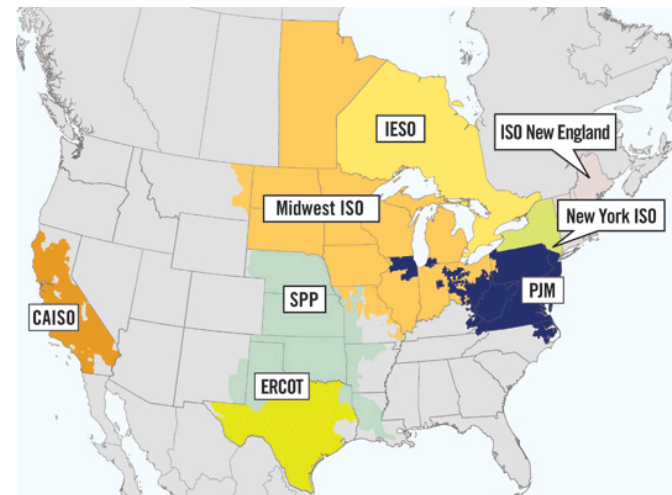 IESO
ISO New England
Midwest ISO
New York ISO
SPP
PJM
CAISO
ERCOT